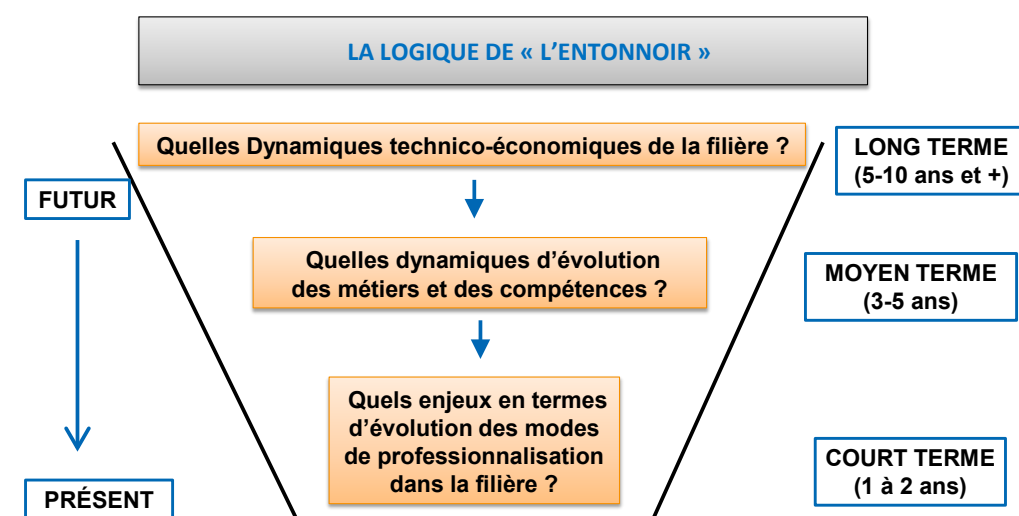 LA LOGIQUE DE « L’ENTONNOIR »
Quelles Dynamiques technico-économiques de la filière ?
LONG TERME
(5-10 ans et +)
FUTUR
Quelles dynamiques d’évolution
des métiers et des compétences ?
MOYEN TERME
(3-5 ans)
Quels enjeux en termes
d’évolution des modes
de professionnalisation
dans la filière ?
COURT TERME
(1 à 2 ans)
PRÉSENT